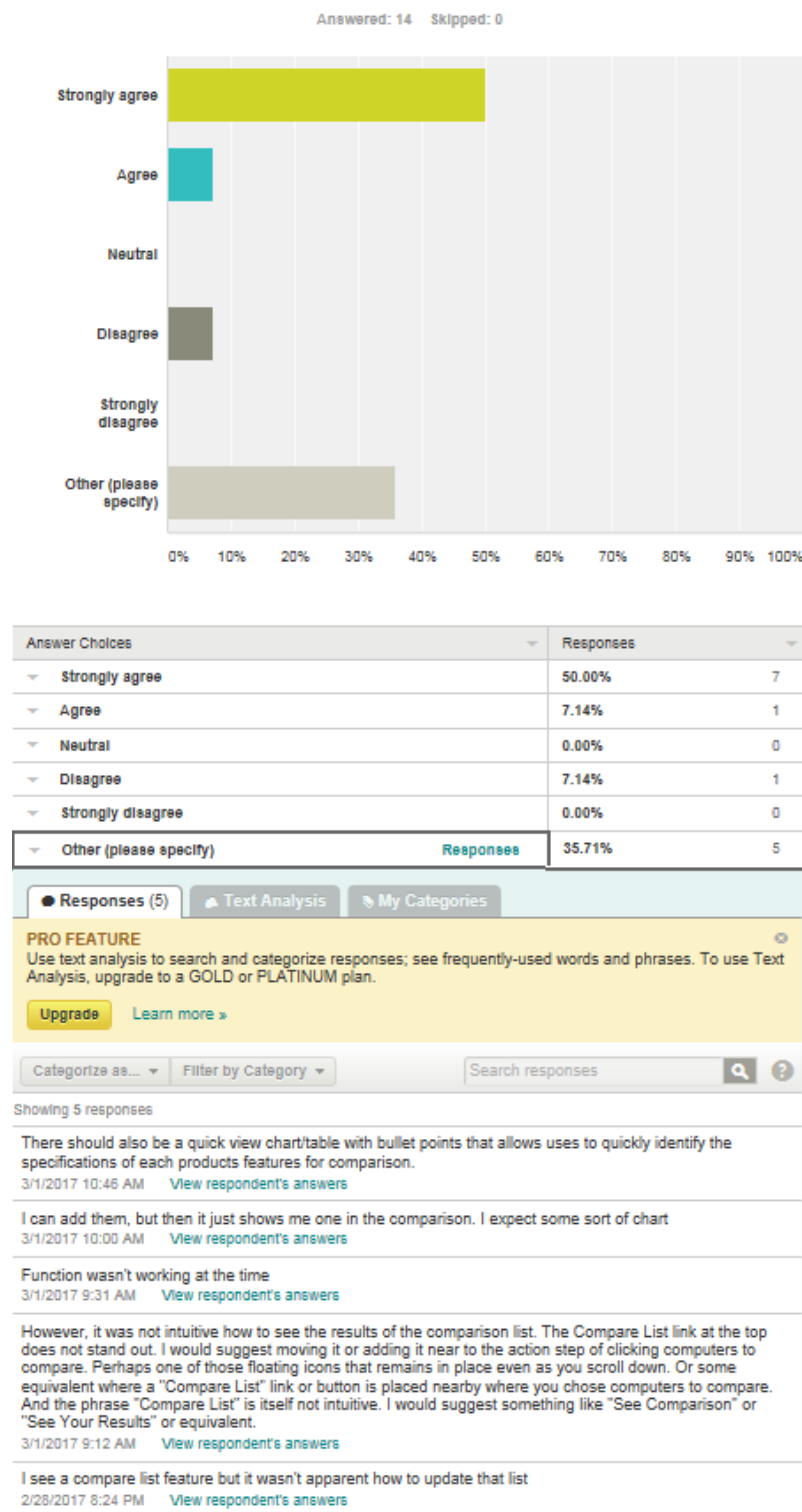 Answered: 14 Skipped: 0
Strongly agree
Agree
Neutral
Disagree
Strongly
disagree
Other (please
specify)
0% 10% 20% 30% 40% 50% 60% 70% 80% 90% 100%
Answer Choices Responses
Strongly agree 50.00% 7
Agree 7.14% 1
Neutral 0.00% 0
Disagree 7.14% 1
Strongly disagree 0.00% 0
Other (please specify) Responses 35.71% 5
Responses (5) Text Analysis My Categories
PRO FEATURE
Use text analysis to search and categorize responses; see frequently-used words and phrases. To use Text
Analysis, upgrade to a GOLD or PLATINUM plan.
Upgrade Learn more »
Categorize as... Filter by Category Search responses ?
Showing 5 responses
There should also be a quick view chart/table with bullet points that allows uses to quickly identify the
specifications of each products features for comparison.
3/1/2017 10:46 AM View respondent's answers
I can add them, but then it just shows me one in the comparison. I expect some sort of chart
3/1/2017 10:00 AM View respondent's answers
Function wasn't working at the time
3/1/2017 9:31 AM View respondent's answers
However, it was not intuitive how to see the results of the comparison list. The Compare List link at the top
does not stand out. I would suggest moving it or adding it near to the action step of clicking computers to
compare. Perhaps one of those floating icons that remains in place even as you scroll down. Or some
equivalent where a "Compare List" link or button is placed nearby where you chose computers to compare.
And the phrase "Compare List" is itself not intuitive. I would suggest something like "See Comparison" or
"See Your Results" or equivalent.
3/1/2017 9:12 AM View respondent's answers
I see a compare list feature but it wasn't apparent how to update that list
2/28/2017 8:24 PM View respondent's answers